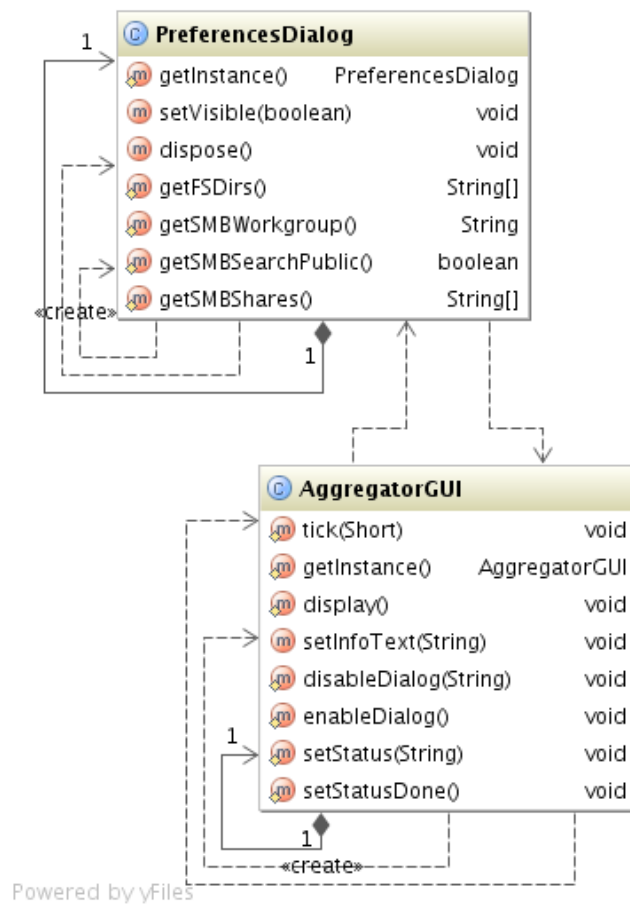 1
PreferencesDialog
getInstance() PreferencesDialog
setVisible(boolean) void
dispose() void
getFSDirs() String[]
getSMBWorkgroup() String
getSMBSearchPublic() boolean
getSMBShares() String[]
«create»
1
AggregatorGUI
tick(Short) void
getInstance() AggregatorGUI
display() void
setInfoText(String) void
disableDialog(String) void
enableDialog() void
1
setStatus(String) void
setStatusDone() void
1
«create»
Powered by yFiles